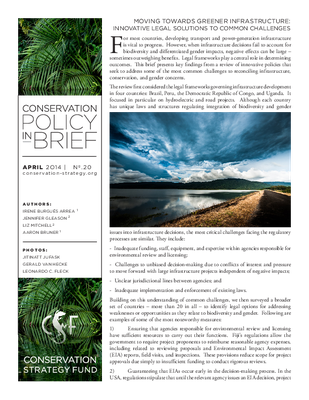 MOVING TOWARDS GREENER INFRASTRUCTURE:
INNOVATIVE LEGAL SOLUTIONS TO COMMON CHALLENGES
For most countries, developing transport and power-generation infrastructure
is vital to progress. However, when infrastructure decisions fail to account for
biodiversity and differentiated gender impacts, negative effects can be large –
sometimes outweighing benefits. Legal frameworks play a central role in determining
outcomes. This brief presents key findings from a review of innovative policies that
seek to address some of the most common challenges to reconciling infrastructure,
conservation, and gender concerns.
The review first considered the legal frameworks governing infrastructure development
in four countries: Brazil, Peru, the Democratic Republic of Congo, and Uganda. It
focused in particular on hydroelectric and road projects. Although each country
has unique laws and structures regulating integration of biodiversity and gender
CONSERVATION
POLICY
IN BRIEF
APRIL 2014 | Nº.20
conservation-strategy.org
AUTHORS:
IRENE BURGUÉS ARREA ¹
JENNIFER GLEASON ²
LIZ MITCHELL ²
AARON BRUNER ¹
PHOTOS:
JITINATT JUFASK
GERALD VANHECKE
LEONARDO C. FLECK
CONSERVATION
STRATEGY FUND
issues into infrastructure decisions, the most critical challenges facing the regulatory
processes are similar. They include:
· Inadequate funding, staff, equipment, and expertise within agencies responsible for
environmental review and licensing;
· Challenges to unbiased decision-making due to conflicts of interest and pressure
to move forward with large infrastructure projects independent of negative impacts;
· Unclear jurisdictional lines between agencies; and
· Inadequate implementation and enforcement of existing laws.
Building on this understanding of common challenges, we then surveyed a broader
set of countries – more than 20 in all – to identify legal options for addressing
weaknesses or opportunities as they relate to biodiversity and gender. Following are
examples of some of the most noteworthy measures:
1) Ensuring that agencies responsible for environmental review and licensing
have sufficient resources to carry out their functions. Fiji's regulations allow the
government to require project proponents to reimburse reasonable agency expenses,
including related to reviewing proposals and Environmental Impact Assessment
(EIA) reports, field visits, and inspections. These provisions reduce scope for project
approvals due simply to insufficient funding to conduct rigorous reviews.
2) Guaranteeing that EIAs occur early in the decision-making process. In the
USA, regulations stipulate that until the relevant agency issues an EIA decision, project